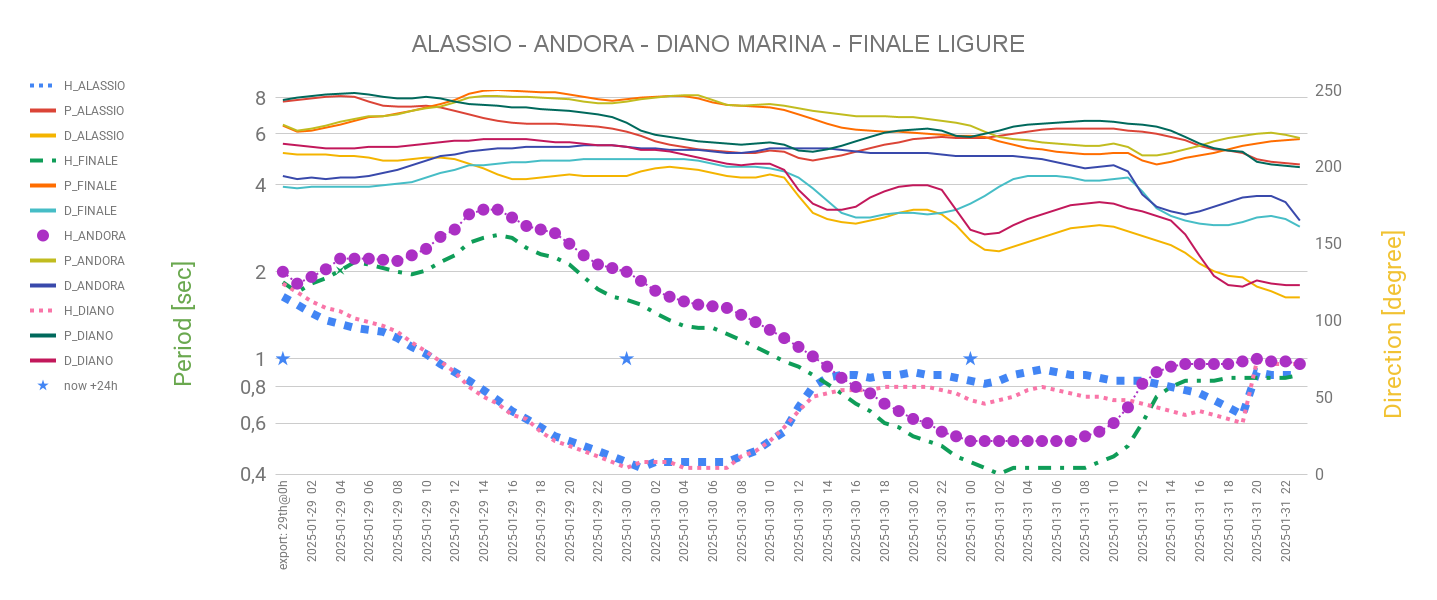 ALASSIO - ANDORA - DIANO MARINA - FINALE LIGURE
H_ALASSIO
P_ALASSIO
D_ALASSIO
H_FINALE
P_FINALE
D_FINALE
H_ANDORA
P_ANDORA
D_ANDORA
H_DIANO
P_DIANO
D_DIANO
now +24h
Period [sec]
8
6
4
2
1
0,8
0,6
0,4
250
200
150
100
50
0
Direction [degree]
export: 29th@0h
2025-01-29 02
2025-01-29 04
2025-01-29 06
2025-01-29 08
2025-01-29 10
2025-01-29 12
2025-01-29 14
2025-01-29 16
2025-01-29 18
2025-01-29 20
2025-01-29 22
2025-01-30 00
2025-01-30 02
2025-01-30 04
2025-01-30 06
2025-01-30 08
2025-01-30 10
2025-01-30 12
2025-01-30 14
2025-01-30 16
2025-01-30 18
2025-01-30 20
2025-01-30 22
2025-01-31 00
2025-01-31 02
2025-01-31 04
2025-01-31 06
2025-01-31 08
2025-01-31 10
2025-01-31 12
2025-01-31 14
2025-01-31 16
2025-01-31 18
2025-01-31 20
2025-01-31 22